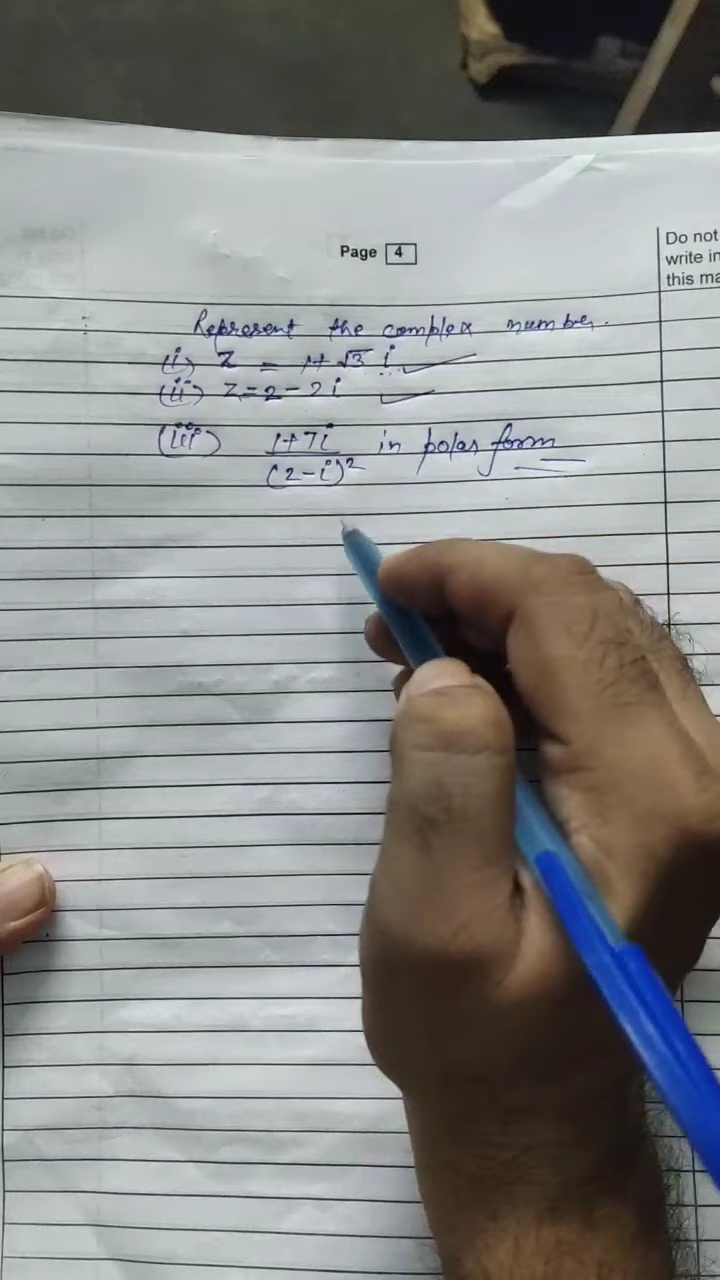 Page 4
Do not
write in
this ma
Represent the complex number.
(i) z = 1+√3 i
(ii) z=2-2i
(iii) 1+7i/(2-i)² in polar form